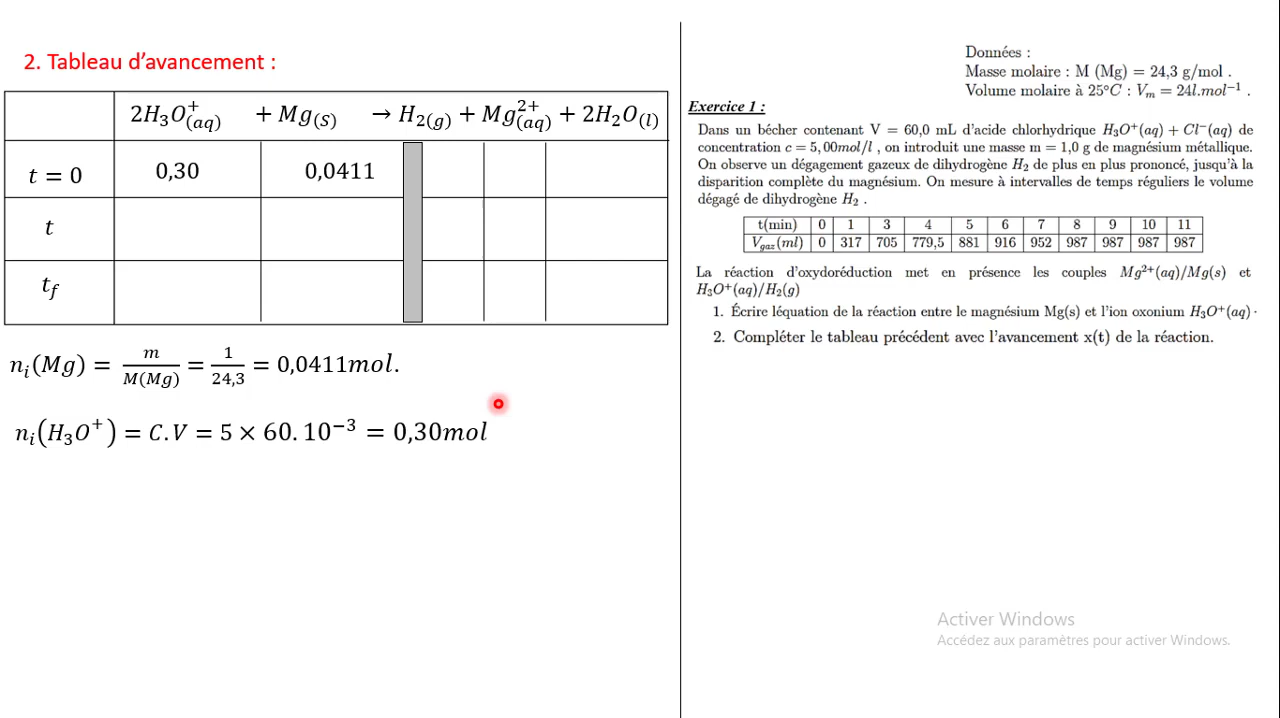 2. Tableau d’avancement :
2H₃O⁺(aq) + Mg(s) → H₂(g) + Mg²⁺(aq) + 2H₂O(l)
t = 0 0,30 0,0411
t
t_f
nᵢ(Mg) = m/M(Mg) = 1/24,3 = 0,0411mol.
nᵢ(H₃O⁺) = C.V = 5 × 60. 10⁻³ = 0,30mol
Données :
Masse molaire : M (Mg) = 24,3 g/mol .
Volume molaire à 25°C : Vₘ = 24l.mol⁻¹ .
Exercice 1 :
Dans un bécher contenant V = 60,0 mL d’acide chlorhydrique H₃O⁺(aq) + Cl⁻(aq) de
concentration c = 5, 00mol/l , on introduit une masse m = 1,0 g de magnésium métallique.
On observe un dégagement gazeux de dihydrogène H₂ de plus en plus prononcé, jusqu’à la
disparition complète du magnésium. On mesure à intervalles de temps réguliers le volume
dégagé de dihydrogène H₂ .
t(min) 0 1 3 4 5 6 7 8 9 10 11
V_gaz(ml) 0 317 705 779,5 881 916 952 987 987 987 987
La réaction d’oxydoréduction met en présence les couples Mg²⁺(aq)/Mg(s) et
H₃O⁺(aq)/H₂(g)
1. Écrire léquation de la réaction entre le magnésium Mg(s) et l’ion oxonium H₃O⁺(aq) .
2. Compléter le tableau précédent avec l’avancement x(t) de la réaction.
Activer Windows
Accédez aux paramètres pour activer Windows.